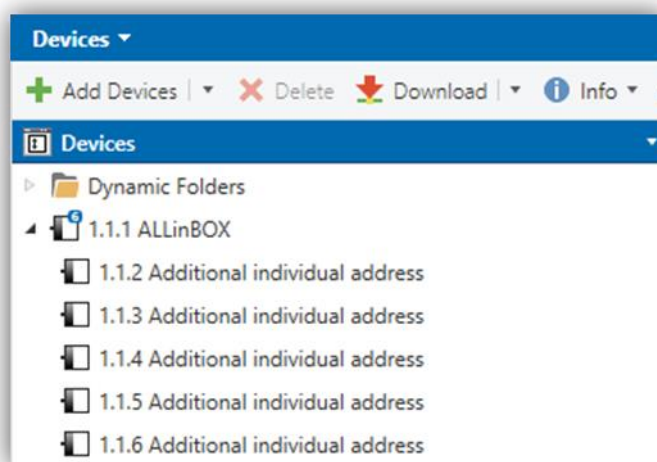 Devices
Add Devices Delete Download Info
Devices
Dynamic Folders
6
1.1.1 ALLinBOX
1.1.2 Additional individual address
1.1.3 Additional individual address
1.1.4 Additional individual address
1.1.5 Additional individual address
1.1.6 Additional individual address